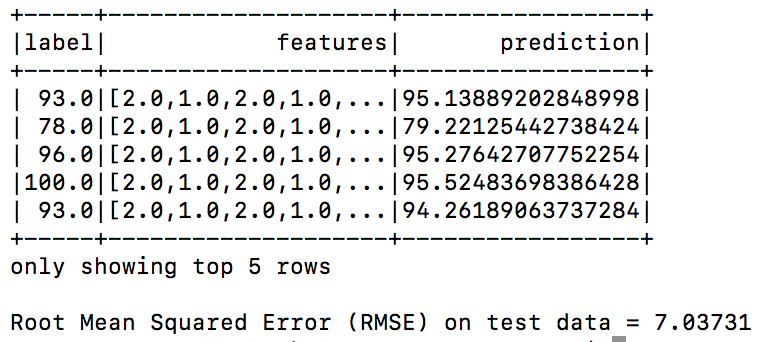 +------+--------------------+-----------------+
|label|            features|       prediction|
+------+--------------------+-----------------+
| 93.0|[2.0,1.0,2.0,1.0,...|95.13889202848998|
| 78.0|[2.0,1.0,2.0,1.0,...|79.22125442738424|
| 96.0|[2.0,1.0,2.0,1.0,...|95.27642707752254|
|100.0|[2.0,1.0,2.0,1.0,...|95.52483698386428|
| 93.0|[2.0,1.0,2.0,1.0,...|94.26189063737284|
+------+--------------------+-----------------+
only showing top 5 rows
Root Mean Squared Error (RMSE) on test data = 7.03731